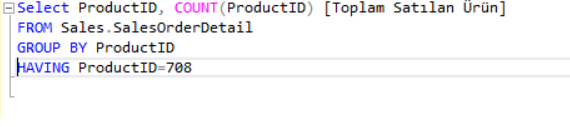 Select ProductID, COUNT(ProductID) [Toplam Satılan Ürün]
FROM Sales.SalesOrderDetail
GROUP BY ProductID
HAVING ProductID=708